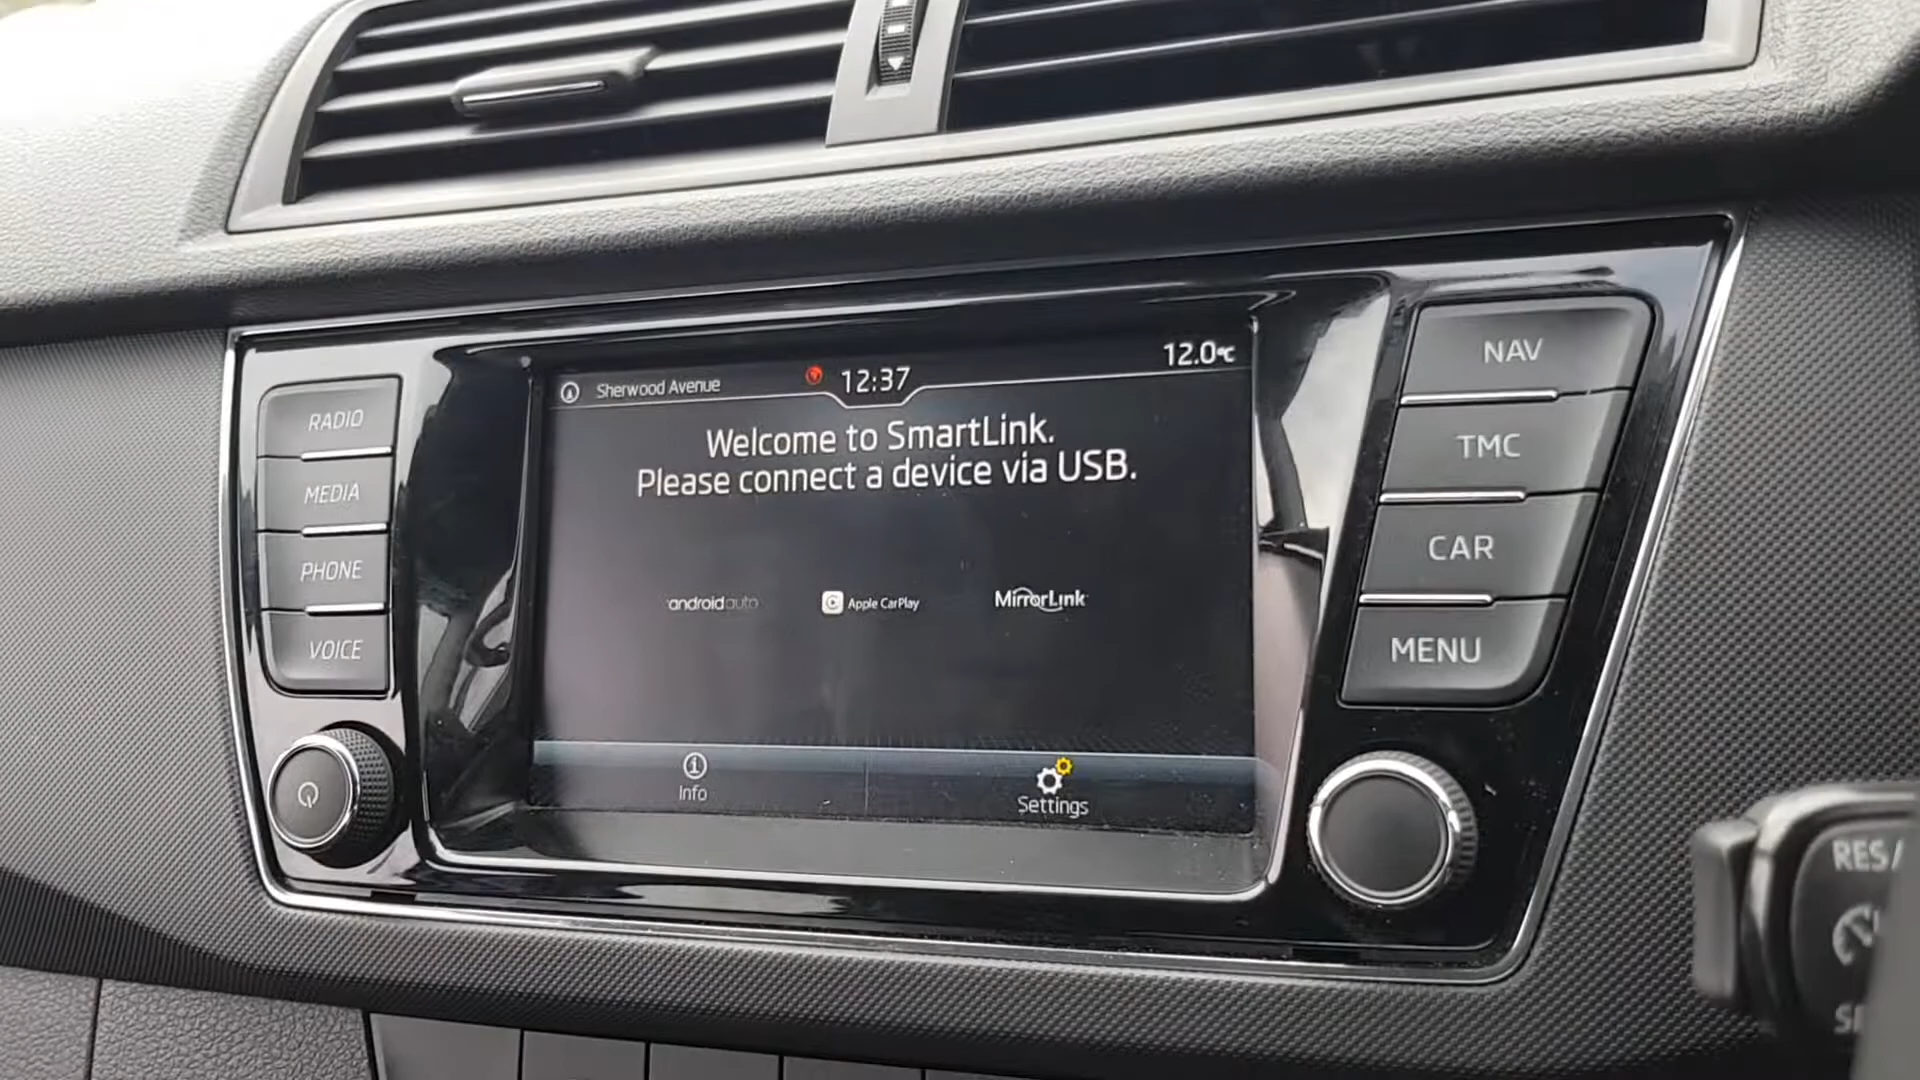 12.0°C
Sherwood Avenue
12:37
Welcome to SmartLink.
Please connect a device via USB.
androidauto
Apple CarPlay
MirrorLink
Info
Settings
RADIO
MEDIA
PHONE
VOICE
NAV
TMC
CAR
MENU
RES/